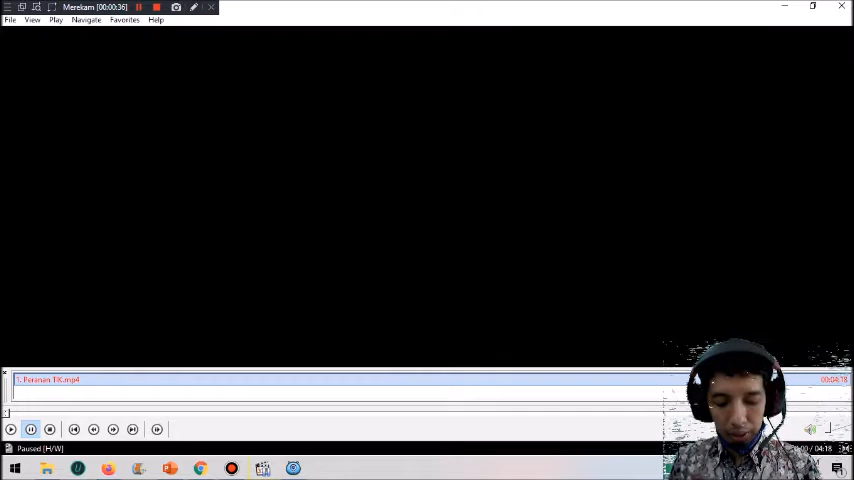 Merekam [00:00:36]
File View Play Navigate Favorites Help
1. Peranan TIK.mp4 00:04:18
Paused [H/W] 00 / 04:18